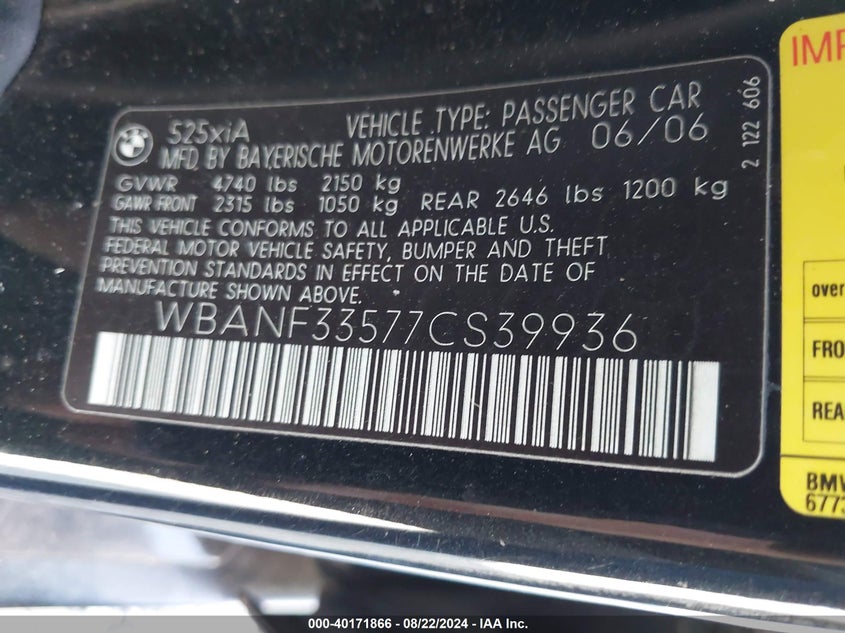 525xiA VEHICLE TYPE: PASSENGER CAR
MFD BY BAYERISCHE MOTORENWERKE AG 06/06
GVWR 4740 lbs 2150 kg
GAWR FRONT 2315 lbs 1050 kg REAR 2646 lbs 1200 kg
THIS VEHICLE CONFORMS TO ALL APPLICABLE U.S.
FEDERAL MOTOR VEHICLE SAFETY, BUMPER AND THEFT
PREVENTION STANDARDS IN EFFECT ON THE DATE OF
MANUFACTURE SHOWN ABOVE.
WBANF33577CS39936
2 122 606
IMP
over
FRO
REA
BMW
677
000-40171866 - 08/22/2024 - IAA Inc.